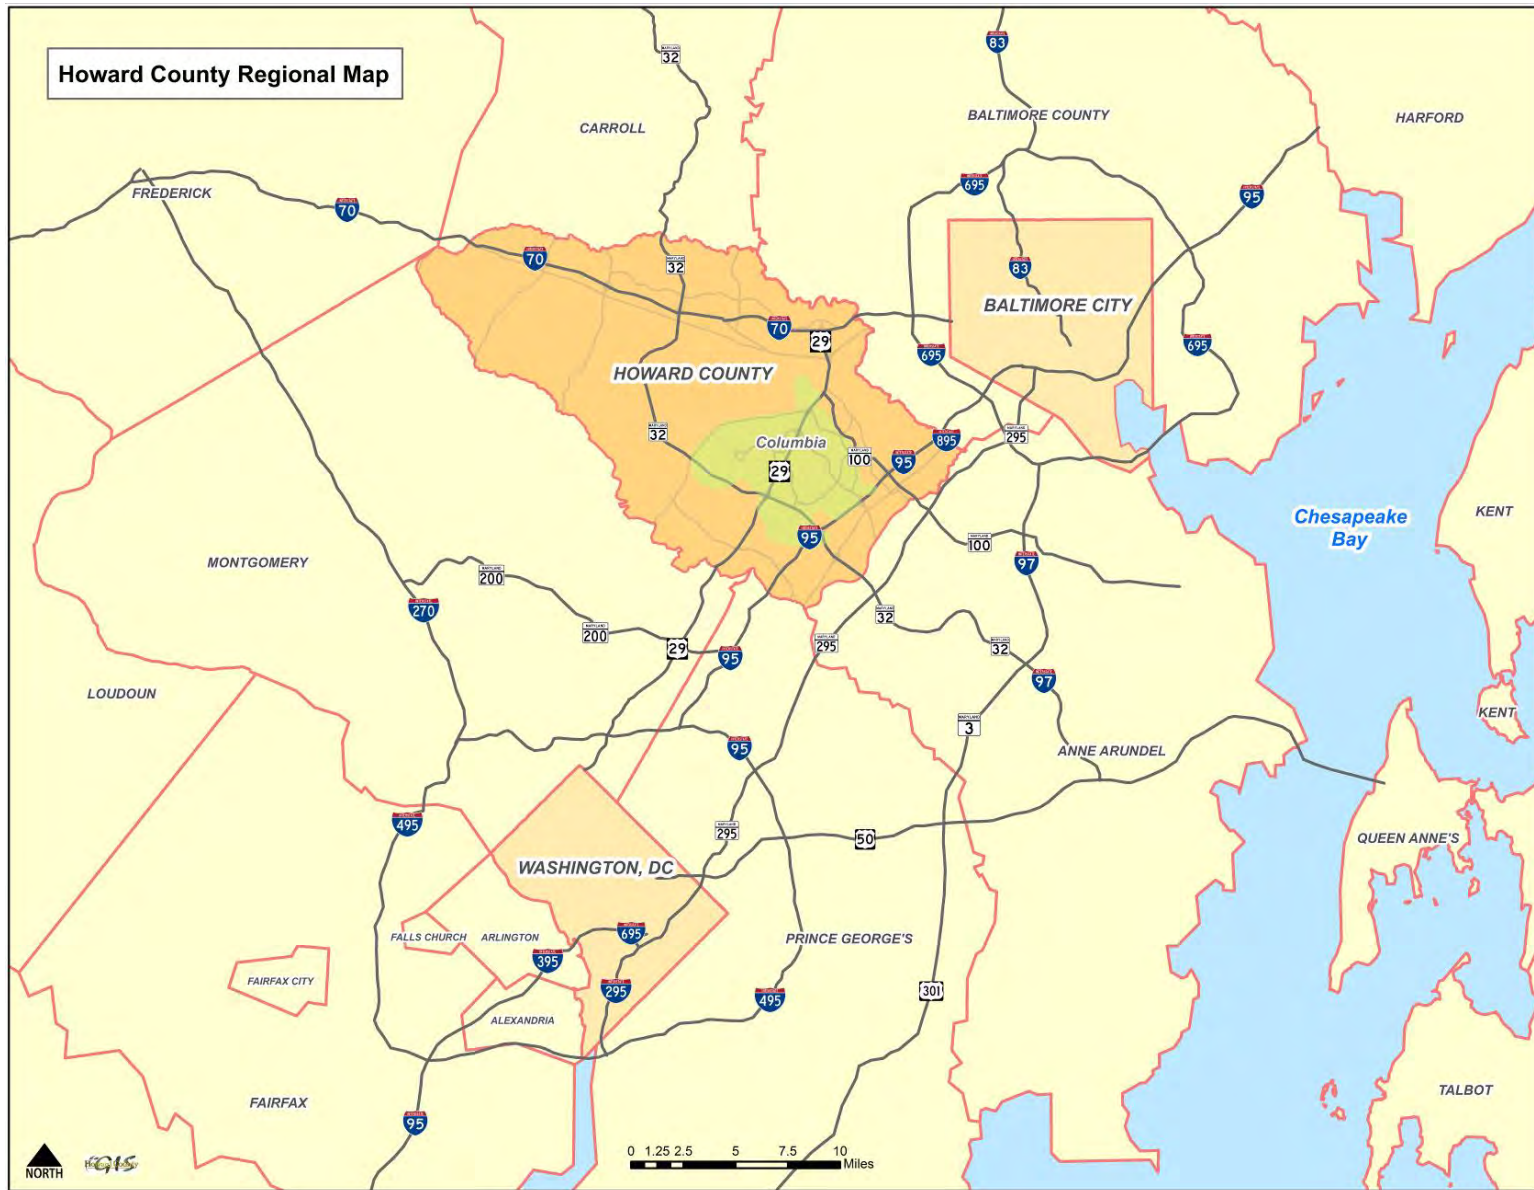 Howard County Regional Map
MARYLAND
32
INTERSTATE
83
CARROLL
BALTIMORE COUNTY
HARFORD
FREDERICK
70
695
95
70
32
83
BALTIMORE CITY
70
29
695
695
HOWARD COUNTY
32
Columbia
29
100
95
895
295
95
100
97
Chesapeake
Bay
KENT
MONTGOMERY
200
270
200
29
95
295
32
32
97
LOUDOUN
KENT
3
95
ANNE ARUNDEL
495
295
50
QUEEN ANNE'S
WASHINGTON, DC
FALLS CHURCH
ARLINGTON
695
395
PRINCE GEORGE'S
FAIRFAX CITY
295
495
301
ALEXANDRIA
FAIRFAX
95
TALBOT
NORTH
Howard County
GIS
0 1.25 2.5 5 7.5 10
Miles